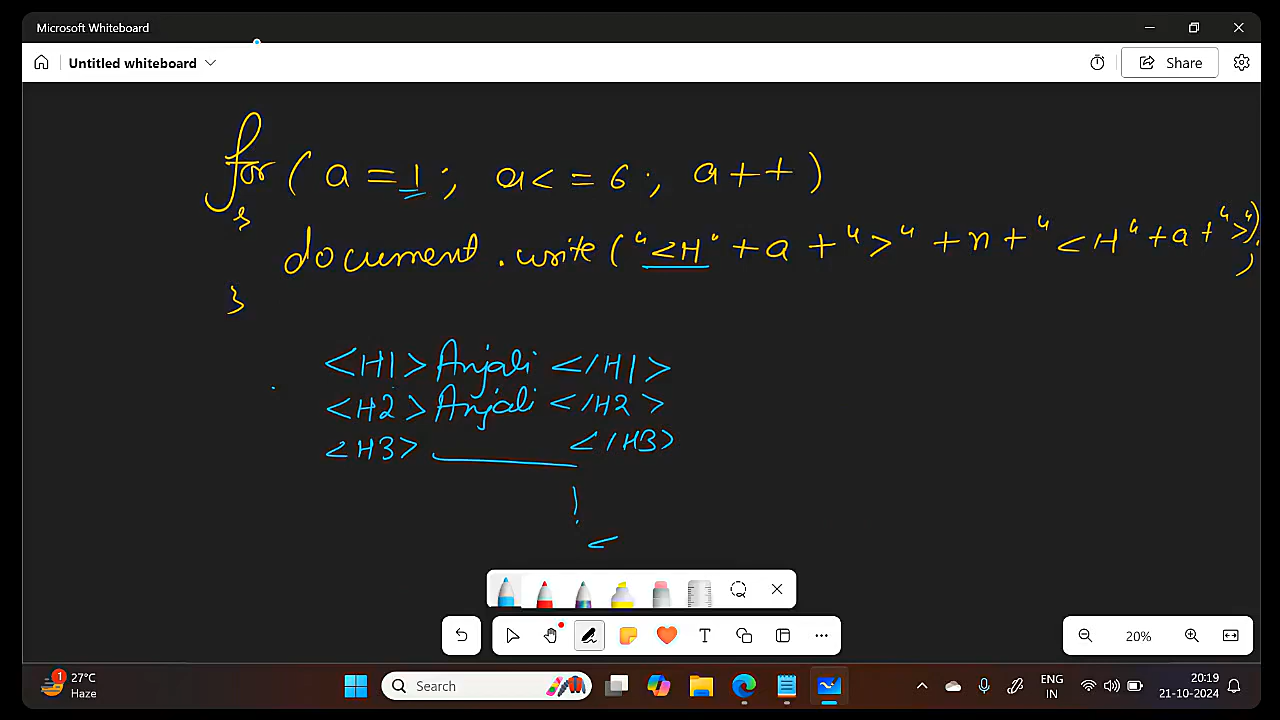 Microsoft Whiteboard
Untitled whiteboard
Share
for ( a = 1 ; a < = 6 ; a + + )
{
document . write ( "<H" + a + ">" + n + "<H" + a + ">") ;
}
<H1> Anjali </H1>
<H2> Anjali </H2>
<H3> </H3>
!
<
T
20%
1
27°C
Haze
Search
ENG
IN
20:19
21-10-2024